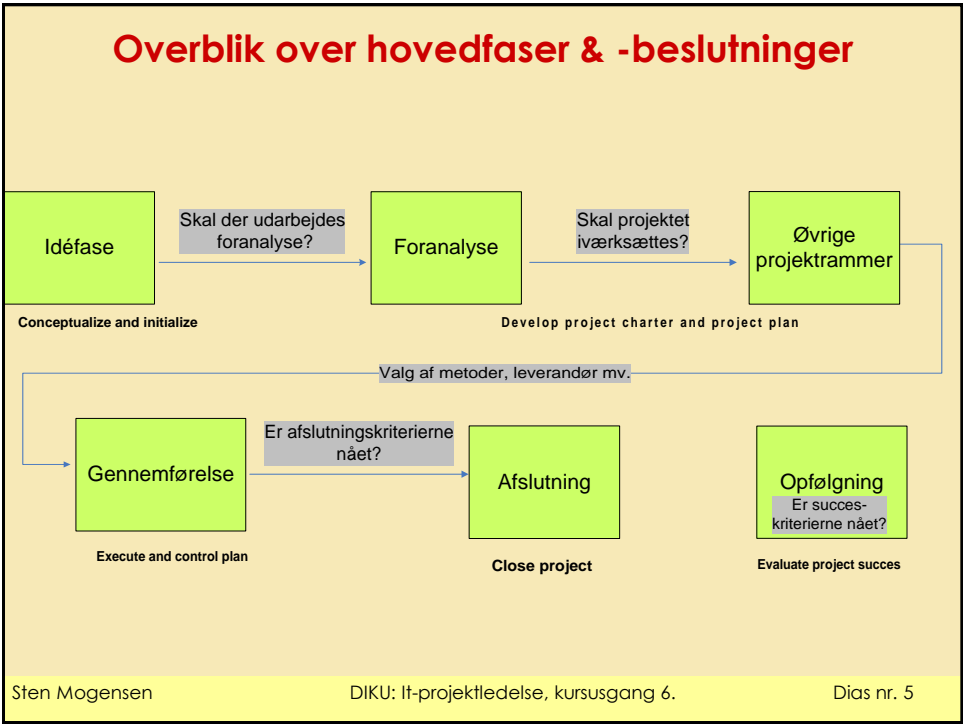 Overblik over hovedfaser & -beslutninger
Idéfase
Skal der udarbejdes
foranalyse?
Foranalyse
Skal projektet
iværksættes?
Øvrige
projektrammer
Conceptualize and initialize
Develop project charter and project plan
Valg af metoder, leverandør mv.
Gennemførelse
Er afslutningskriterierne
nået?
Afslutning
Opfølgning
Er succes-
kriterierne nået?
Execute and control plan
Close project
Evaluate project succes
Sten Mogensen
DIKU: It-projektledelse, kursusgang 6.
Dias nr. 5